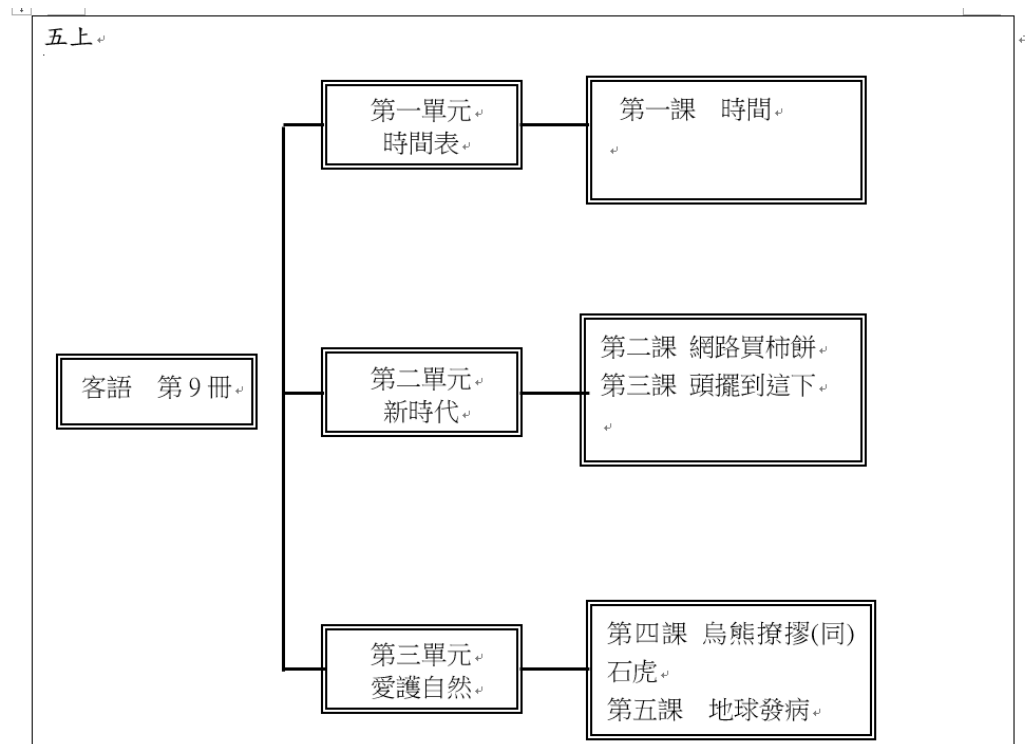 五上
第一單元
時間表
第一課　時間
客語　第9冊
第二單元
新時代
第二課 網路買柿餅
第三課 頭擺到這下
第三單元
愛護自然
第四課 烏熊撩摎(同)
石虎
第五課　地球發病